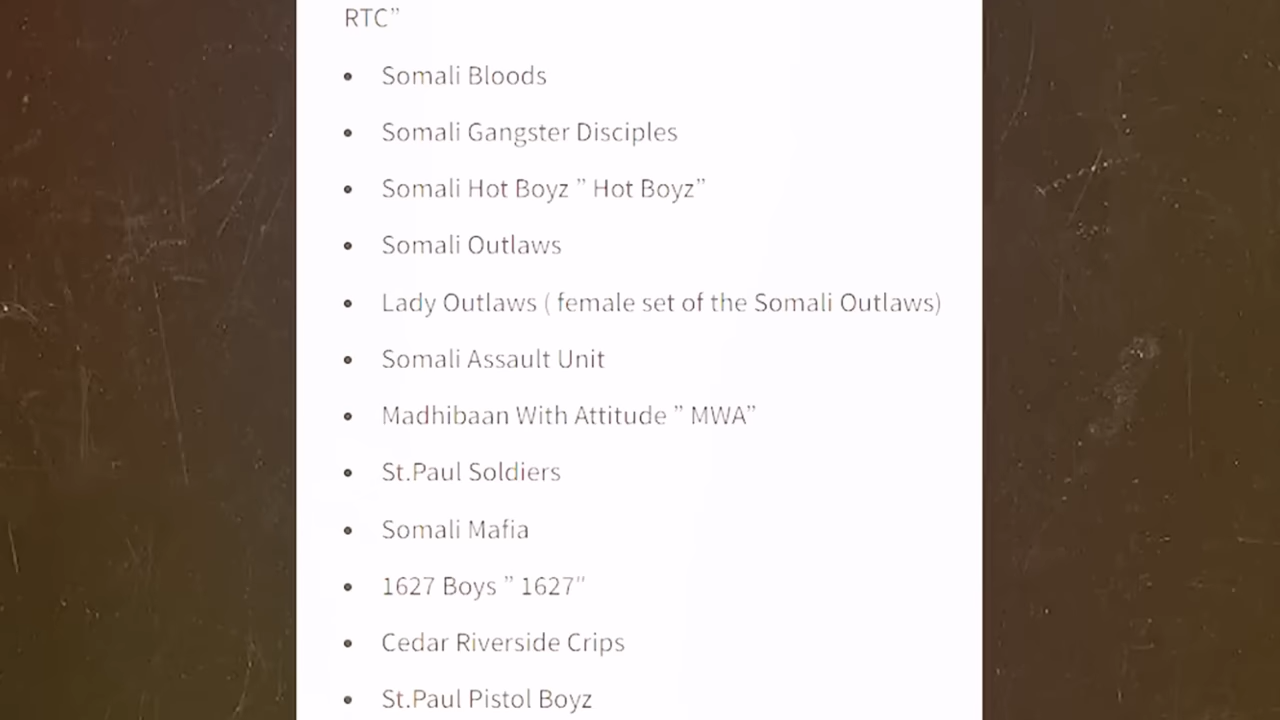 RTC”
• Somali Bloods
• Somali Gangster Disciples
• Somali Hot Boyz ” Hot Boyz”
• Somali Outlaws
• Lady Outlaws ( female set of the Somali Outlaws)
• Somali Assault Unit
• Madhibaan With Attitude ” MWA”
• St.Paul Soldiers
• Somali Mafia
• 1627 Boys ” 1627″
• Cedar Riverside Crips
• St.Paul Pistol Boyz